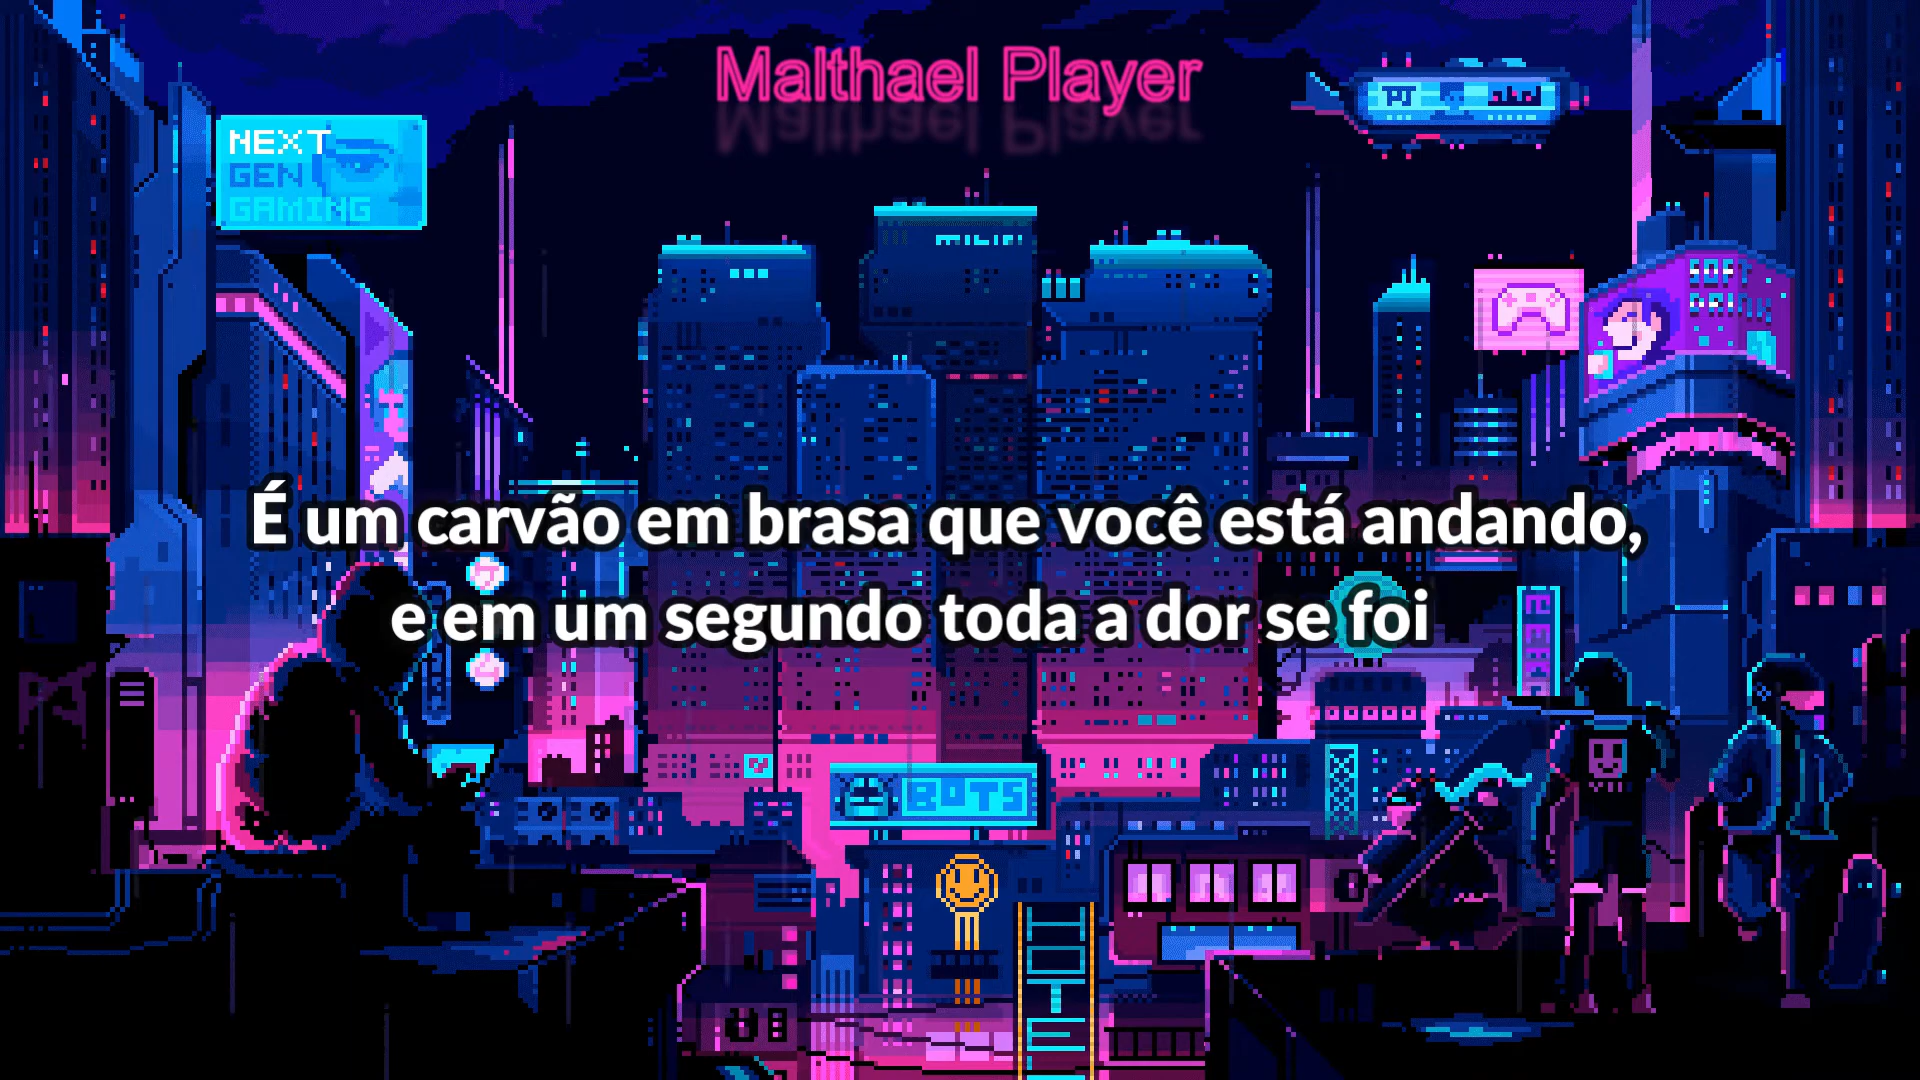 Malthael Player
NEXT
GEN
GAMING
É um carvão em brasa que você está andando,
e em um segundo toda a dor se foi
BOTS
HOTEL